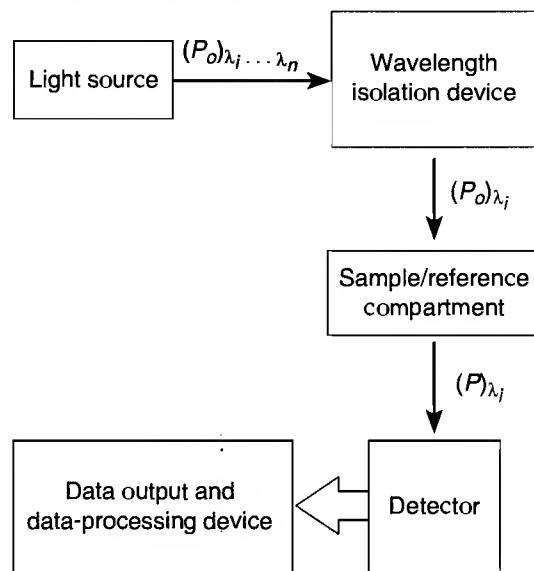 Light source
(Pₒ)λᵢ . . . λₙ
Wavelength
isolation device
(Pₒ)λᵢ
Sample/reference
compartment
(P)λᵢ
Data output and
data-processing device
Detector